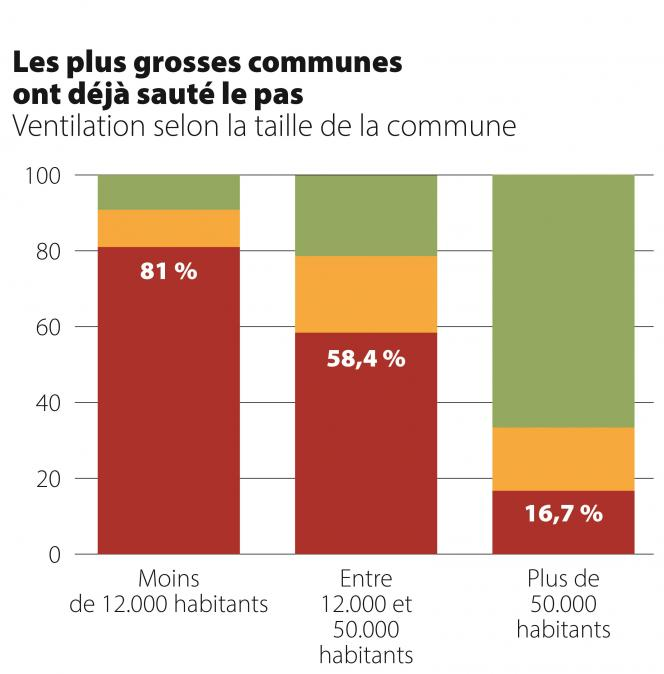 Les plus grosses communes
ont déjà sauté le pas
Ventilation selon la taille de la commune
100
80
60
40
20
0
81 %
58,4 %
16,7 %
Moins
de 12.000 habitants
Entre
12.000 et
50.000
habitants
Plus de
50.000
habitants